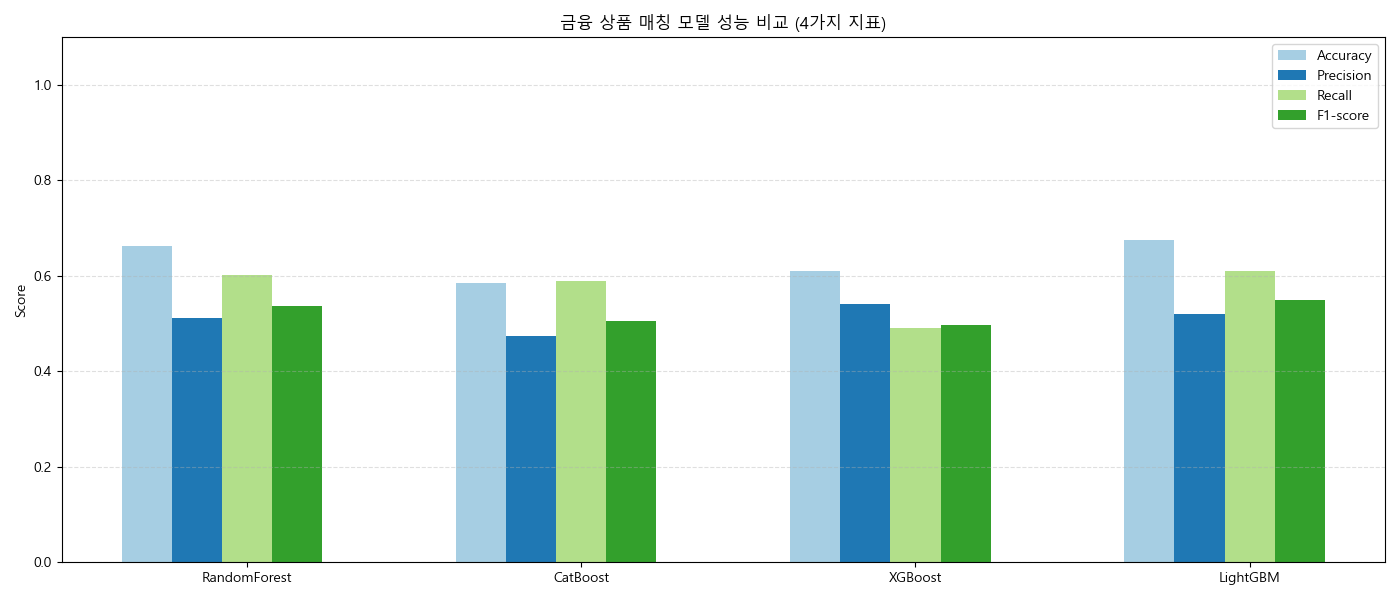 금융 상품 매칭 모델 성능 비교 (4가지 지표)
Accuracy
Precision
Recall
F1-score
Score
1.0
0.8
0.6
0.4
0.2
0.0
RandomForest
CatBoost
XGBoost
LightGBM